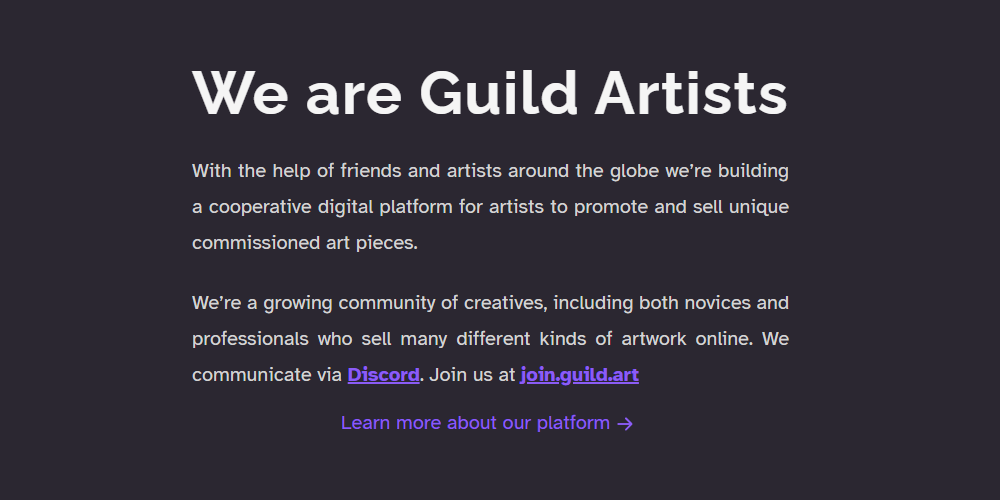 We are Guild Artists
With the help of friends and artists around the globe we’re building
a cooperative digital platform for artists to promote and sell unique
commissioned art pieces.
We’re a growing community of creatives, including both novices and
professionals who sell many different kinds of artwork online. We
communicate via Discord. Join us at join.guild.art
Learn more about our platform →